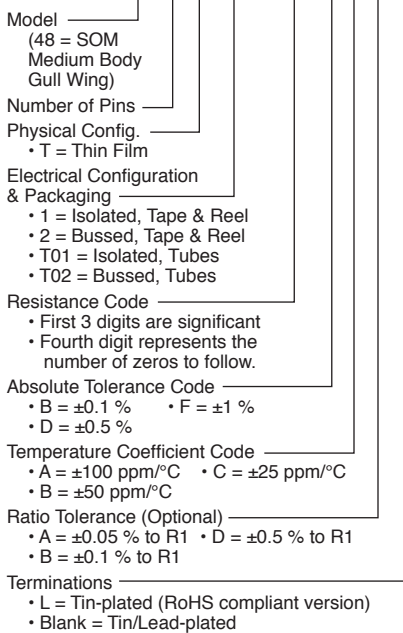 Model
(48 = SOM
Medium Body
Gull Wing)
Number of Pins
Physical Config.
• T = Thin Film
Electrical Configuration
& Packaging
• 1 = Isolated, Tape & Reel
• 2 = Bussed, Tape & Reel
• T01 = Isolated, Tubes
• T02 = Bussed, Tubes
Resistance Code
• First 3 digits are significant
• Fourth digit represents the
number of zeros to follow.
Absolute Tolerance Code
• B = ±0.1 % • F = ±1 %
• D = ±0.5 %
Temperature Coefficient Code
• A = ±100 ppm/°C • C = ±25 ppm/°C
• B = ±50 ppm/°C
Ratio Tolerance (Optional)
• A = ±0.05 % to R1 • D = ±0.5 % to R1
• B = ±0.1 % to R1
Terminations
• L = Tin-plated (RoHS compliant version)
• Blank = Tin/Lead-plated